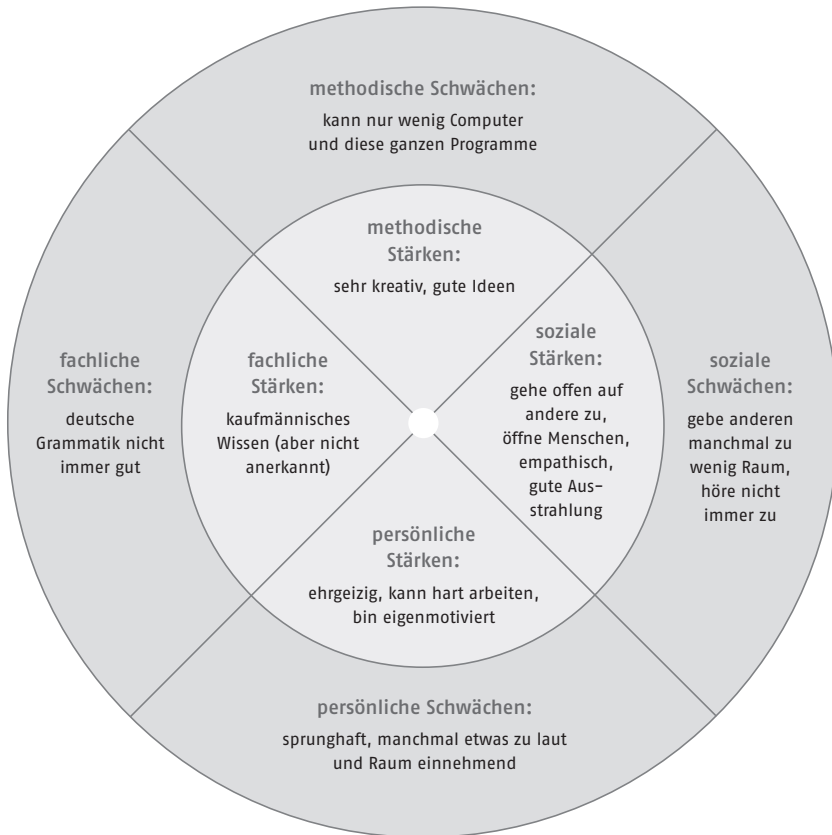 methodische Schwächen:
kann nur wenig Computer
und diese ganzen Programme
methodische
Stärken:
sehr kreativ, gute Ideen
fachliche
Schwächen:
deutsche
Grammatik nicht
immer gut
fachliche
Stärken:
kaufmännisches
Wissen (aber nicht
anerkannt)
soziale
Stärken:
gehe offen auf
andere zu,
öffne Menschen,
empathisch,
gute Aus-
strahlung
soziale
Schwächen:
gebe anderen
manchmal zu
wenig Raum,
höre nicht
immer zu
persönliche
Stärken:
ehrgeizig, kann hart arbeiten,
bin eigenmotiviert
persönliche Schwächen:
sprunghaft, manchmal etwas zu laut
und Raum einnehmend